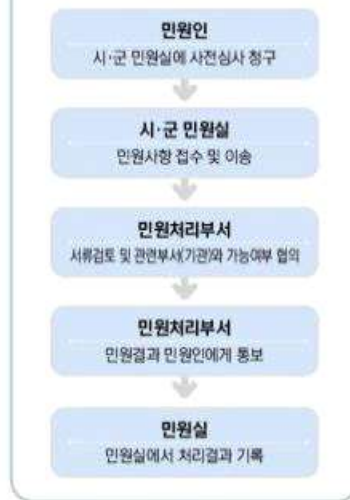 민원인
시·군 민원실에 사전심사 청구
시·군 민원실
민원사항 접수 및 이송
민원처리부서
서류검토 및 관련부서(기관)와 가능여부 협의
민원처리부서
민원결과 민원인에게 통보
민원실
민원실에서 처리결과 기록